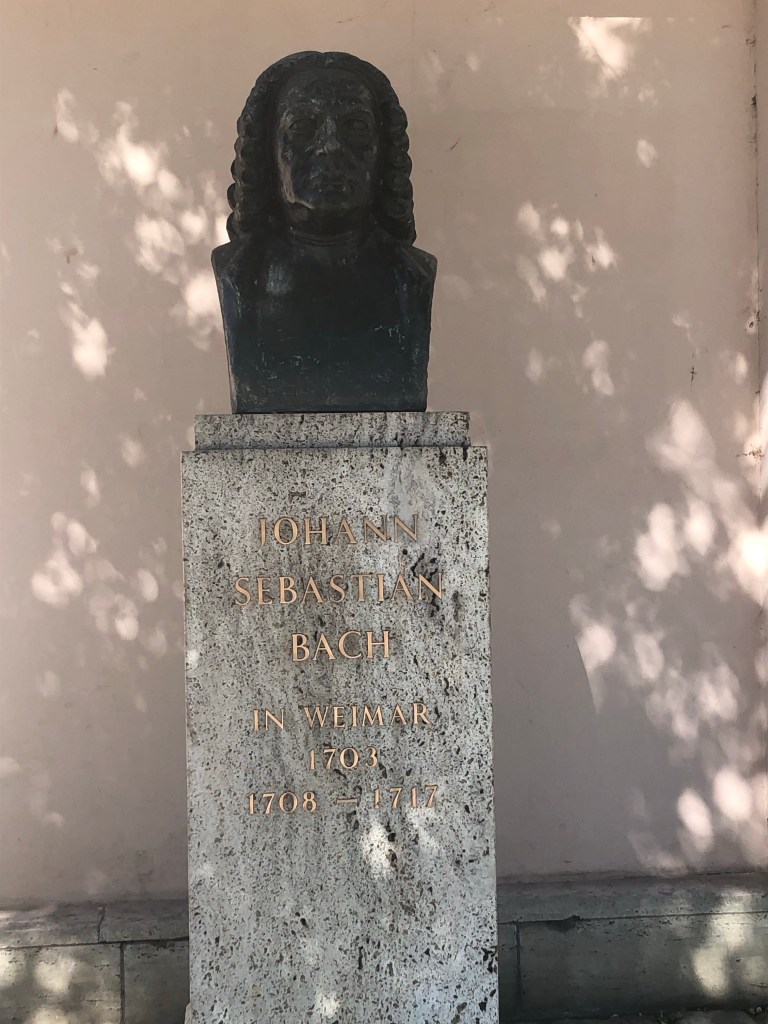 JOHANN
SEBASTIAN
BACH
IN WEIMAR
1703
1708 – 1717